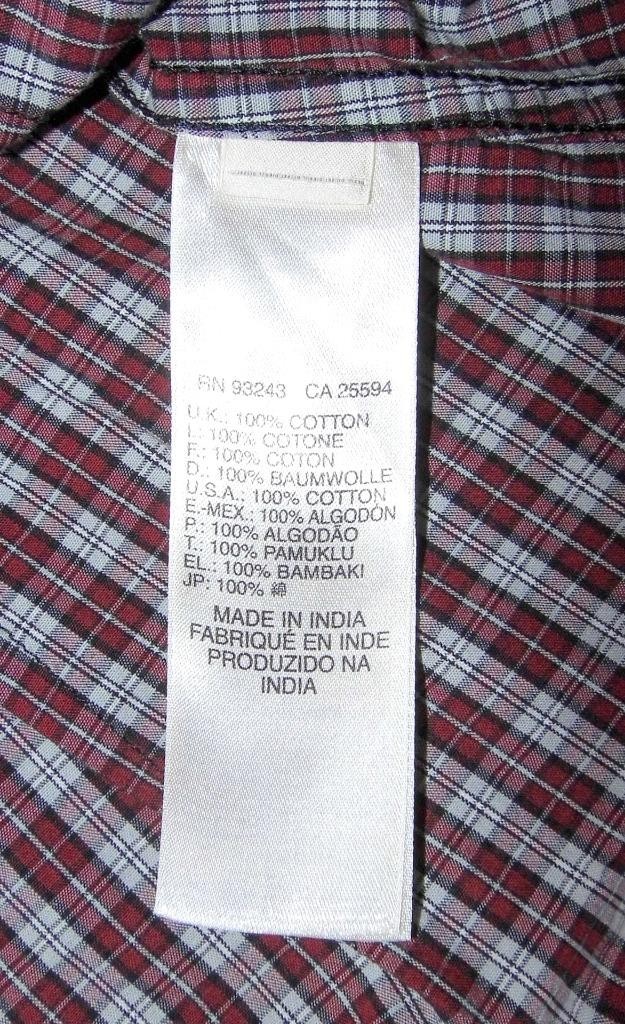 RN 93243 CA 25594
U.K.: 100% COTTON
I.: 100% COTONE
F.: 100% COTON
D.: 100% BAUMWOLLE
U.S.A.: 100% COTTON
E.-MEX.: 100% ALGODÓN
P.: 100% ALGODÃO
T.: 100% PAMUKLU
EL.: 100% BAMBAKI
JP.: 100% 綿
MADE IN INDIA
FABRIQUÉ EN INDE
PRODUZIDO NA
INDIA